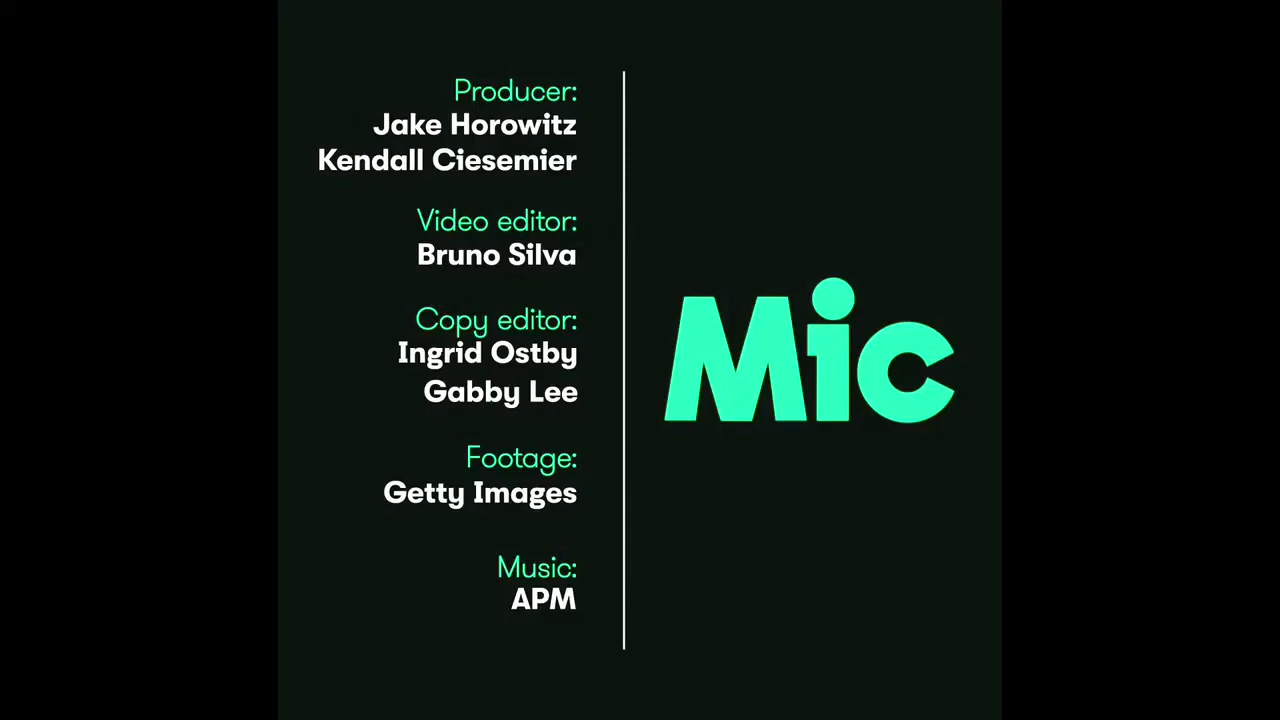 Producer:
Jake Horowitz
Kendall Ciesemier
Video editor:
Bruno Silva
Copy editor:
Ingrid Ostby
Gabby Lee
Footage:
Getty Images
Music:
APM
Mic